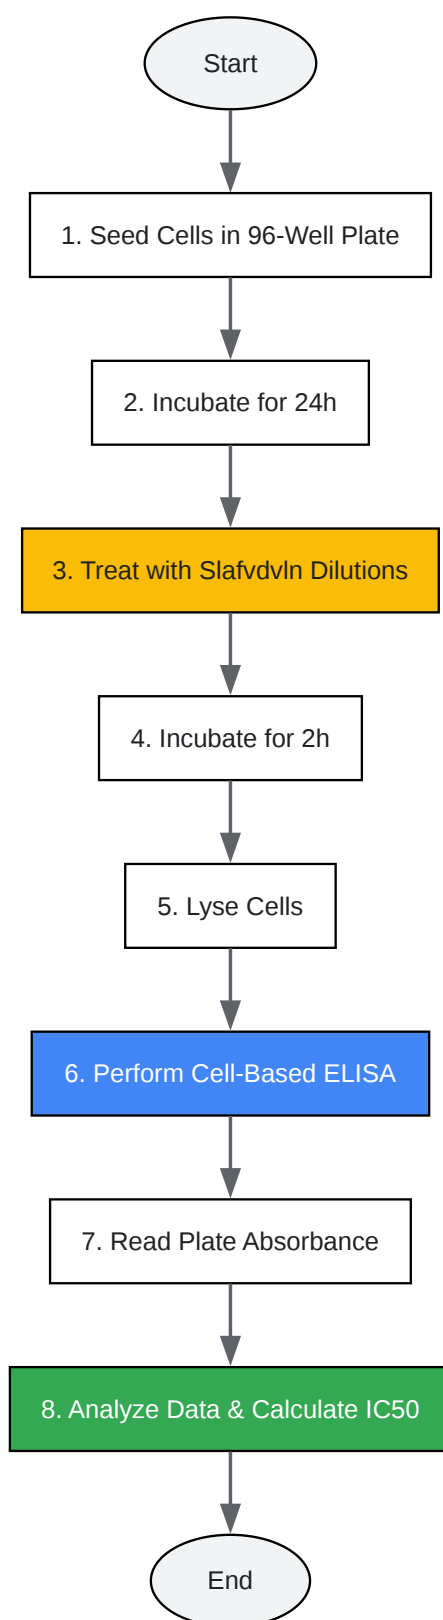 Start
1. Seed Cells in 96-Well Plate
2. Incubate for 24h
3. Treat with Slafvdvln Dilutions
4. Incubate for 2h
5. Lyse Cells
6. Perform Cell-Based ELISA
7. Read Plate Absorbance
8. Analyze Data & Calculate IC50
End